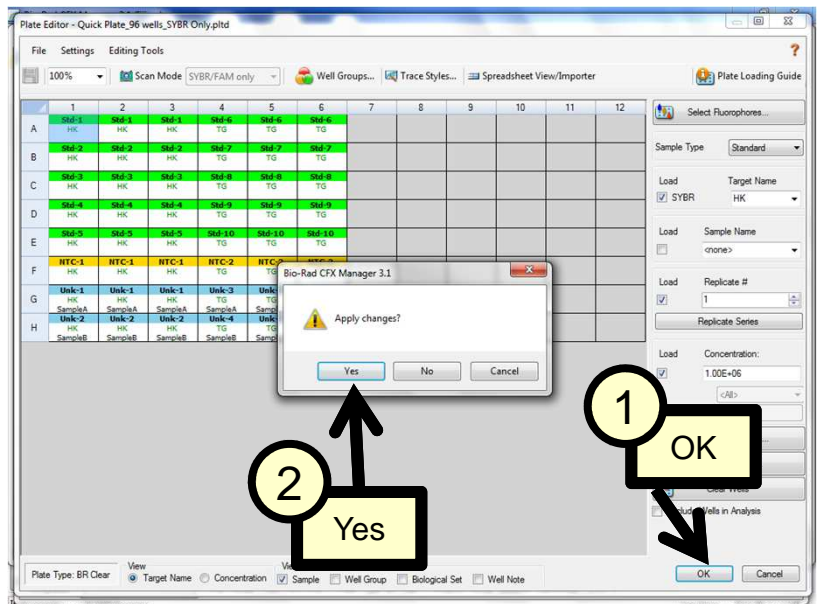 Plate Editor - Quick Plate_96 wells_SYBR Only.pltd
File Settings Editing Tools
100% Scan Mode SYBR/FAM only Well Groups... Trace Styles... Spreadsheet View/Importer Plate Loading Guide
1 2 3 4 5 6 7 8 9 10 11 12
A
Std-1 Std-1 Std-1 Std-6 Std-6 Std-6
HK HK HK TG TG TG
B
Std-2 Std-2 Std-2 Std-7 Std-7 Std-7
HK HK HK TG TG TG
C
Std-3 Std-3 Std-3 Std-8 Std-8 Std-8
HK HK HK TG TG TG
D
Std-4 Std-4 Std-4 Std-9 Std-9 Std-9
HK HK HK TG TG TG
E
Std-5 Std-5 Std-5 Std-10 Std-10 Std-10
HK HK HK TG TG TG
F
NTC-1 NTC-1 NTC-1 NTC-2
HK HK HK TG TG
G
Unk-1 Unk-1 Unk-1 Unk-3
HK HK HK TG TG
SampleA SampleA SampleA SampleA
H
Unk-2 Unk-2 Unk-2 Unk-4
HK HK HK TG TG
SampleB SampleB SampleB SampleB
Select Fluorophores...
Sample Type Standard
Load Target Name
SYBR HK
Load Sample Name
<none>
Load Replicate #
1
Replicate Series
Load Concentration:
1.00E+06
<All>
Clear Wells
Wells in Analysis
OK Cancel
Bio-Rad CFX Manager 3.1
Apply changes?
Yes No Cancel
1
OK
2
Yes
Plate Type: BR Clear
View
Target Name Concentration Sample Well Group Biological Set Well Note